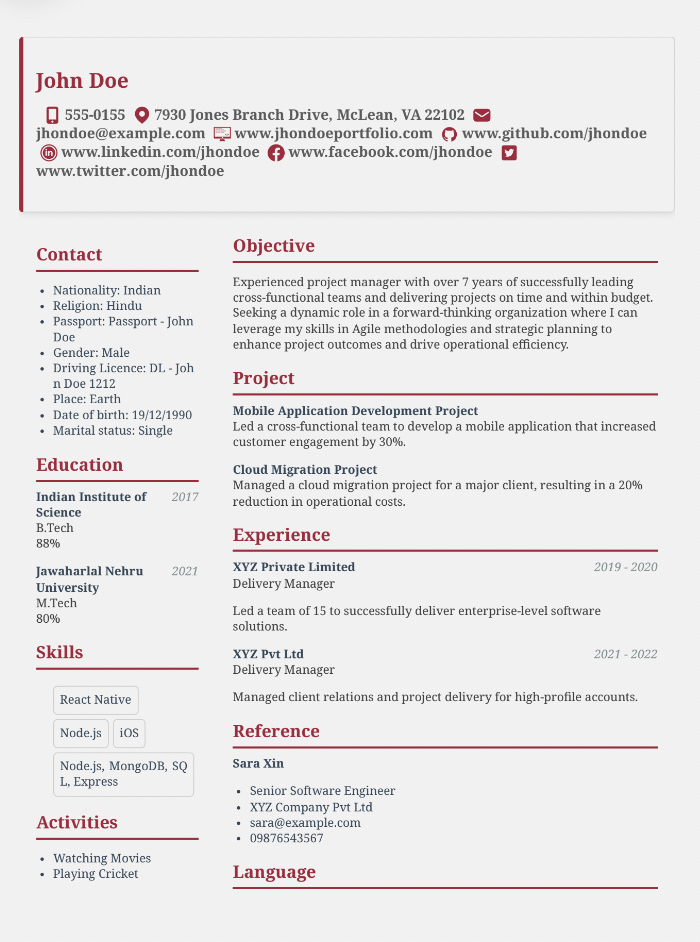 John Doe
555-0155 7930 Jones Branch Drive, McLean, VA 22102
jhondoe@example.com www.jhondoeportfolio.com www.github.com/jhondoe
www.linkedin.com/jhondoe www.facebook.com/jhondoe
www.twitter.com/jhondoe
Contact
Nationality: Indian
Religion: Hindu
Passport: Passport - John
Doe
Gender: Male
Driving Licence: DL - Joh
n Doe 1212
Place: Earth
Date of birth: 19/12/1990
Marital status: Single
Education
Indian Institute of 2017
Science
B.Tech
88%
Jawaharlal Nehru 2021
University
M.Tech
80%
Skills
React Native
Node.js iOS
Node.js, MongoDB, SQ
L, Express
Activities
Watching Movies
Playing Cricket
Objective
Experienced project manager with over 7 years of successfully leading
cross-functional teams and delivering projects on time and within budget.
Seeking a dynamic role in a forward-thinking organization where I can
leverage my skills in Agile methodologies and strategic planning to
enhance project outcomes and drive operational efficiency.
Project
Mobile Application Development Project
Led a cross-functional team to develop a mobile application that increased
customer engagement by 30%.
Cloud Migration Project
Managed a cloud migration project for a major client, resulting in a 20%
reduction in operational costs.
Experience
XYZ Private Limited 2019 - 2020
Delivery Manager
Led a team of 15 to successfully deliver enterprise-level software
solutions.
XYZ Pvt Ltd 2021 - 2022
Delivery Manager
Managed client relations and project delivery for high-profile accounts.
Reference
Sara Xin
Senior Software Engineer
XYZ Company Pvt Ltd
sara@example.com
09876543567
Language